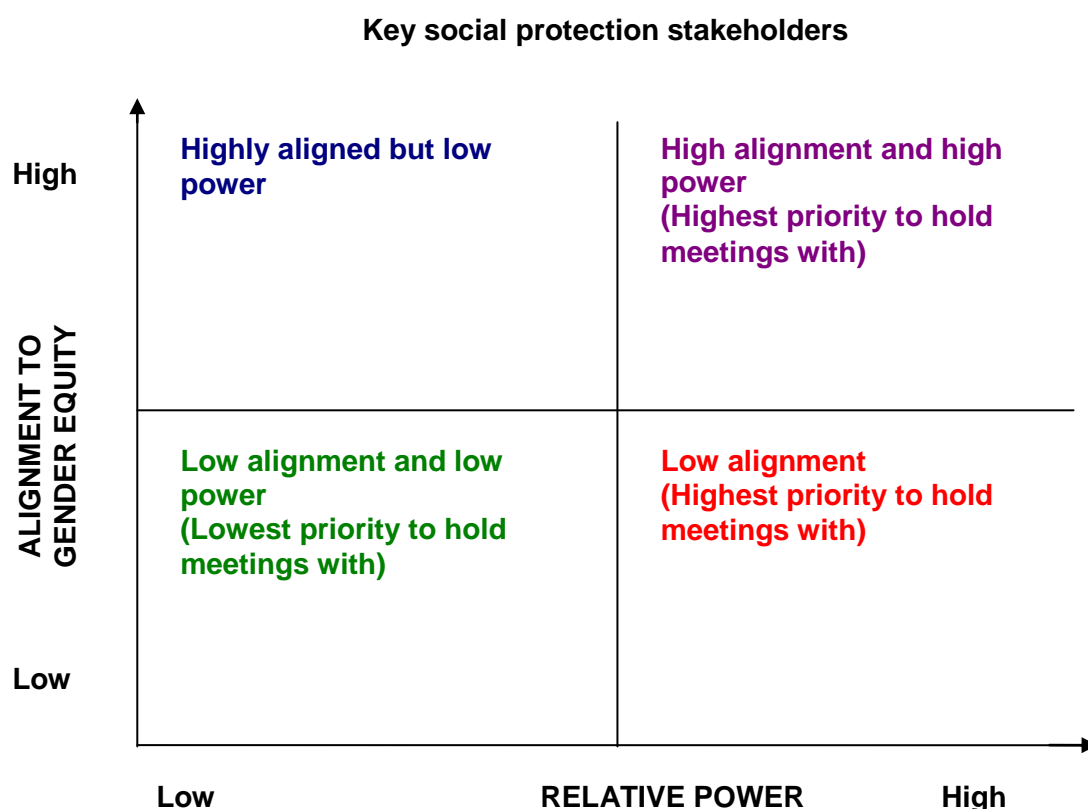 Key social protection stakeholders
High
Highly aligned but low
power
High alignment and high
power
(Highest priority to hold
meetings with)
ALIGNMENT TO
GENDER EQUITY
Low alignment and low
power
(Lowest priority to hold
meetings with)
Low alignment
(Highest priority to hold
meetings with)
Low
Low
RELATIVE POWER
High